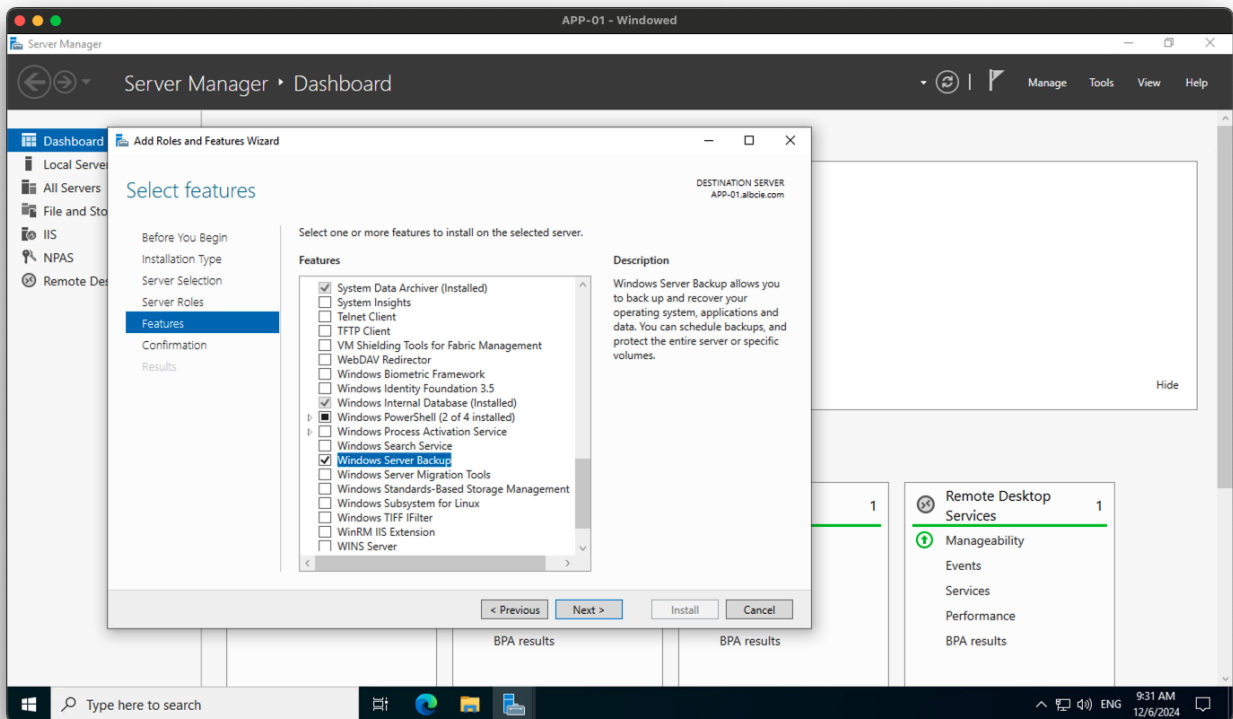 APP-01 - Windowed
Server Manager
Server Manager • Dashboard
Manage Tools View Help
Dashboard
Local Server
All Servers
File and Sto
IIS
NPAS
Remote Des
Add Roles and Features Wizard
Select features
DESTINATION SERVER
APP-01.albcie.com
Before You Begin
Installation Type
Server Selection
Server Roles
Features
Confirmation
Results
Select one or more features to install on the selected server.
Features
System Data Archiver (Installed)
System Insights
Telnet Client
TFTP Client
VM Shielding Tools for Fabric Management
WebDAV Redirector
Windows Biometric Framework
Windows Identity Foundation 3.5
Windows Internal Database (Installed)
Windows PowerShell (2 of 4 installed)
Windows Process Activation Service
Windows Search Service
Windows Server Backup
Windows Server Migration Tools
Windows Standards-Based Storage Management
Windows Subsystem for Linux
Windows TIFF IFilter
WinRM IIS Extension
WINS Server
Description
Windows Server Backup allows you
to back up and recover your
operating system, applications and
data. You can schedule backups, and
protect the entire server or specific
volumes.
< Previous Next > Install Cancel
Hide
1
Remote Desktop
Services
1
Manageability
Events
Services
Performance
BPA results
BPA results
BPA results
Type here to search
ENG
9:31 AM
12/6/2024